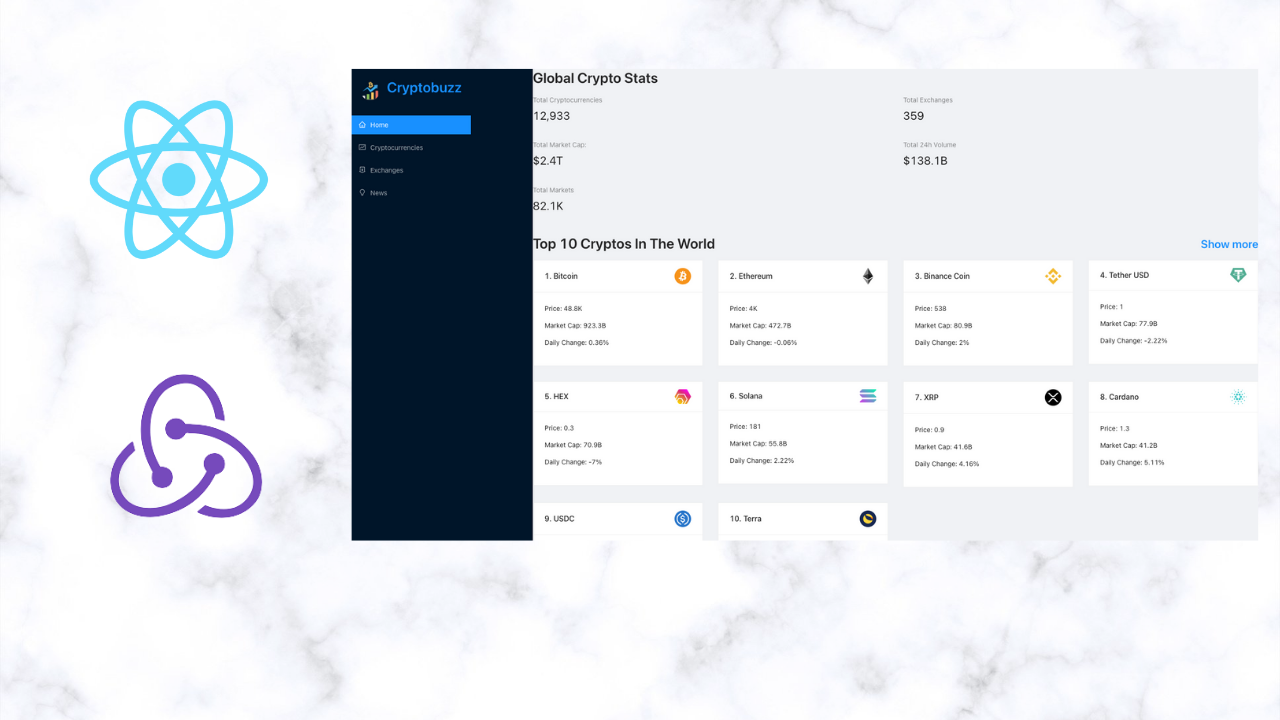 Cryptobuzz
Home
Cryptocurrencies
Exchanges
News
Global Crypto Stats
Total Cryptocurrencies
12,933
Total Exchanges
359
Total Market Cap:
$2.4T
Total 24h Volume
$138.1B
Total Markets
82.1K
Top 10 Cryptos In The World
Show more
1. Bitcoin
Price: 48.8K
Market Cap: 923.3B
Daily Change: 0.36%
2. Ethereum
Price: 4K
Market Cap: 472.7B
Daily Change: -0.06%
3. Binance Coin
Price: 538
Market Cap: 80.9B
Daily Change: 2%
4. Tether USD
Price: 1
Market Cap: 77.9B
Daily Change: -2.22%
5. HEX
Price: 0.3
Market Cap: 70.9B
Daily Change: -7%
6. Solana
Price: 181
Market Cap: 55.8B
Daily Change: 2.22%
7. XRP
Price: 0.9
Market Cap: 41.6B
Daily Change: 4.16%
8. Cardano
Price: 1.3
Market Cap: 41.2B
Daily Change: 5.11%
9. USDC
10. Terra